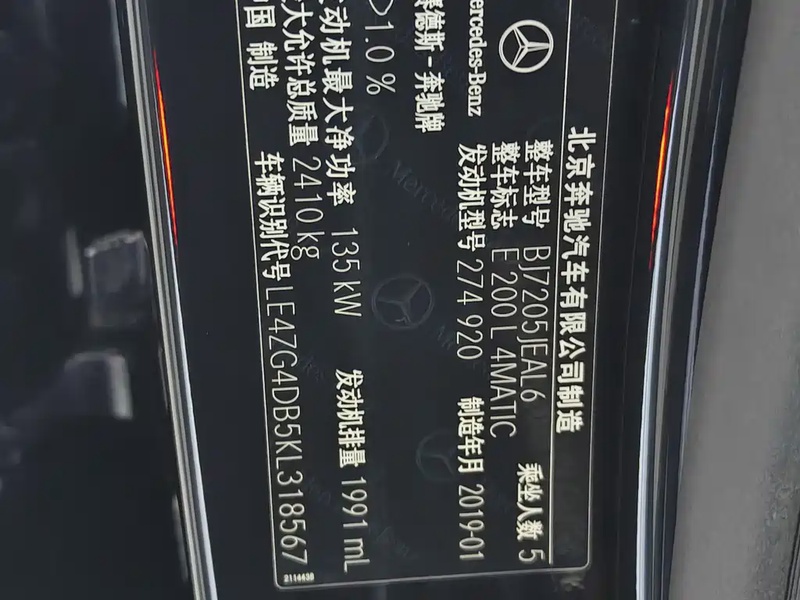 北京奔驰汽车有限公司制造
Mercedes-Benz
整车型号 BJ7205JEAL6 乘坐人数 5
整车标志 E 200 L 4MATIC
赛德斯-奔驰牌 发动机型号 274 920 制造年月 2019-01
>1.0 %
发动机最大净功率 135 kW 发动机排量 1991 mL
大允许总质量 2410 kg
中国 制造 车辆识别代号 LE4ZG4DB5KL318567
2114438